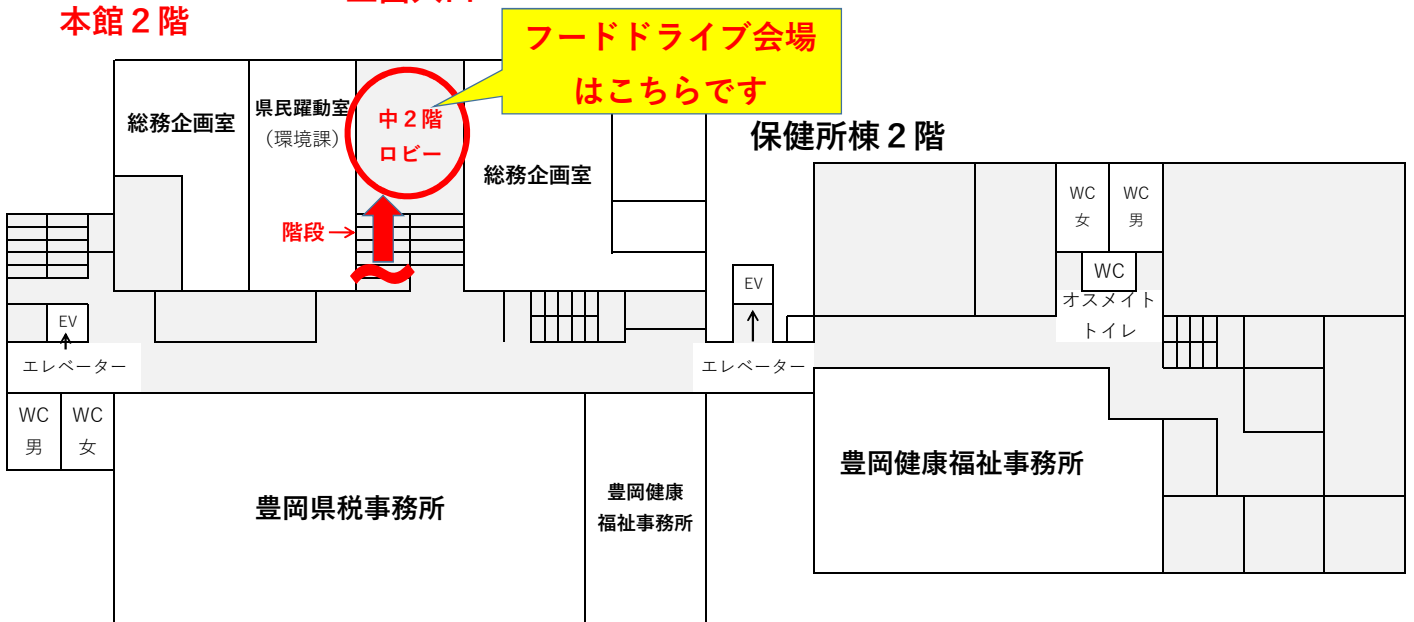 本館２階
フードドライブ会場
はこちらです
保健所棟２階
総務企画室
県民躍動室
（環境課）
中２階
ロビー
総務企画室
階段→
WC
女
WC
男
WC
オスメイト
トイレ
EV
エレベーター
EV
エレベーター
WC
男
WC
女
豊岡県税事務所
豊岡健康
福祉事務所
豊岡健康福祉事務所